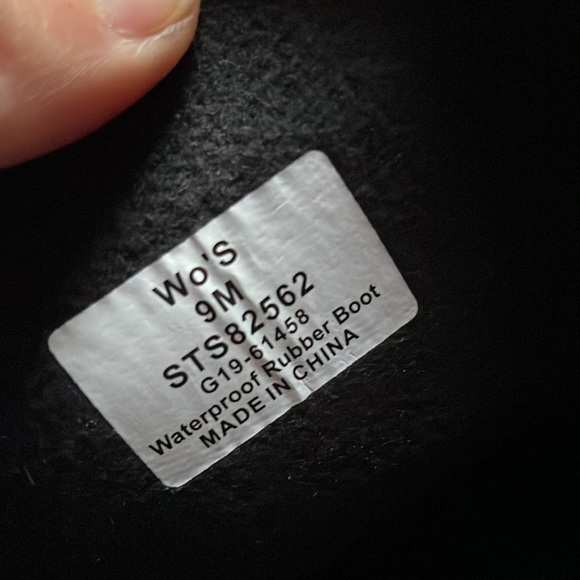 Wo'S
9M
STS82562
G19-61458
Waterproof Rubber Boot
MADE IN CHINA